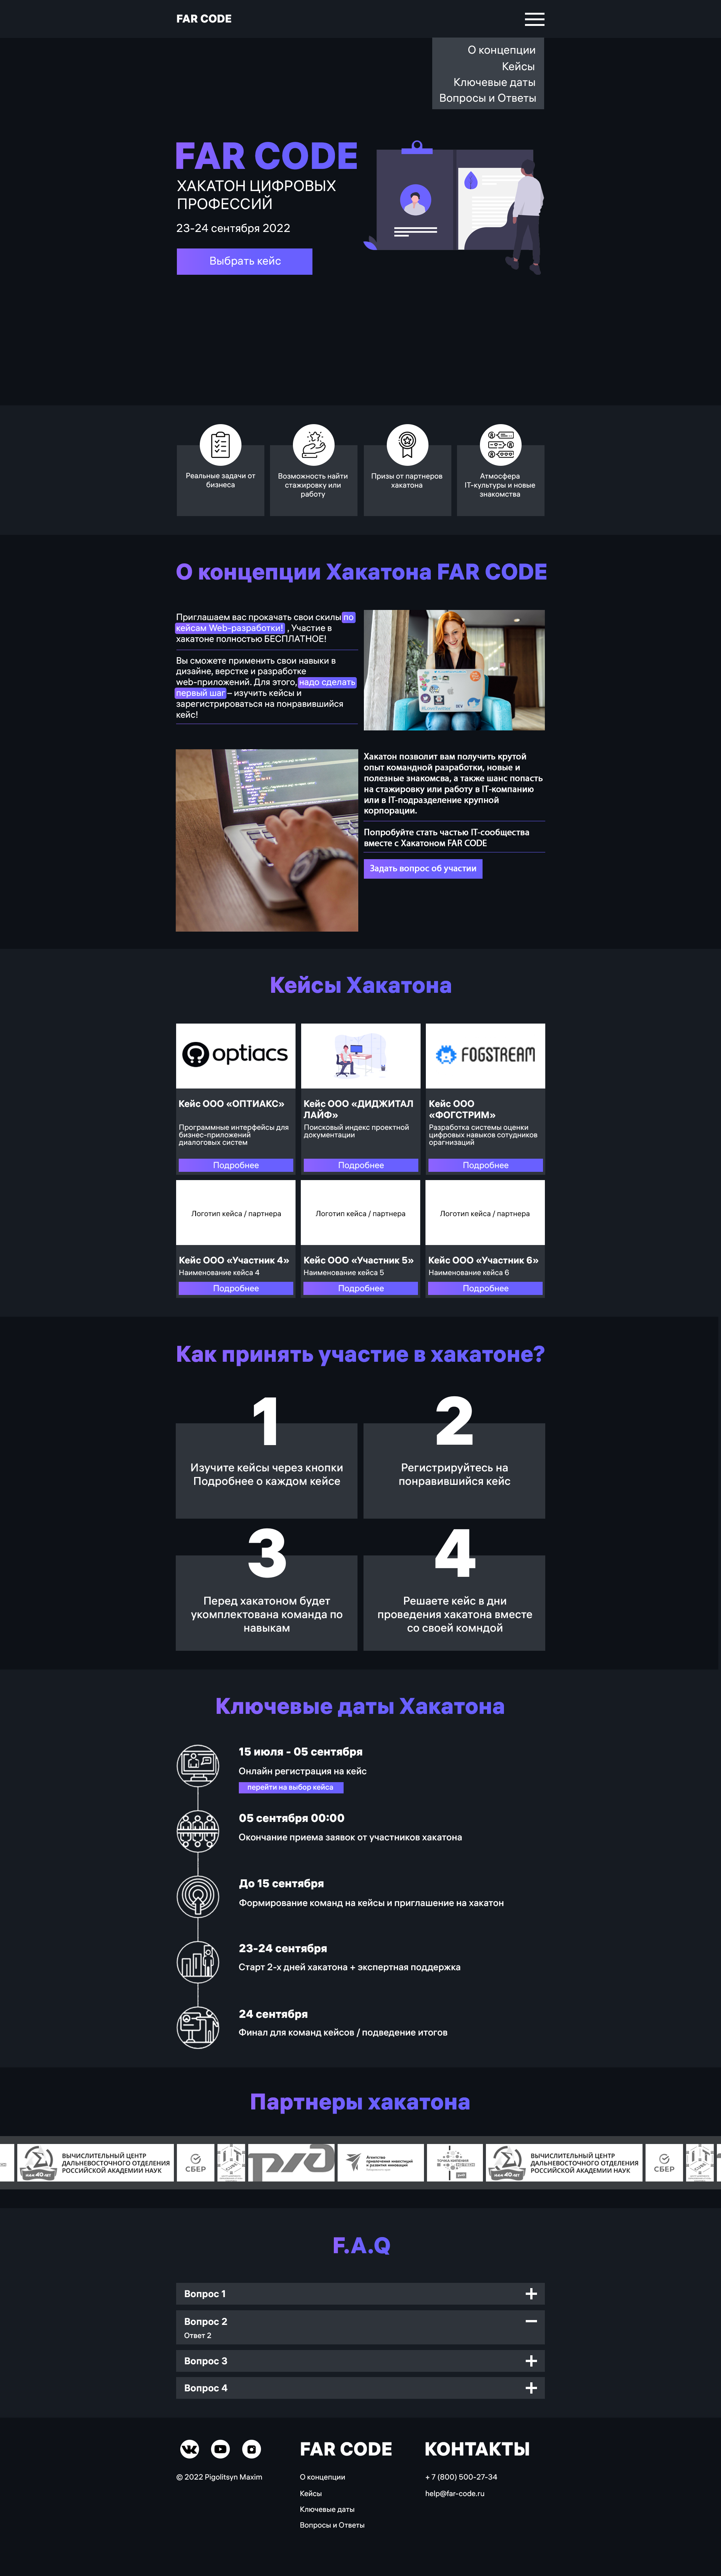 FAR CODE
О концепции
Кейсы
Ключевые даты
Вопросы и Ответы
FAR CODE
ХАКАТОН ЦИФРОВЫХ
ПРОФЕССИЙ
23-24 сентября 2022
Выбрать кейс
Реальные задачи от
бизнеса
Возможность найти
стажировку или
работу
Призы от партнеров
хакатона
Атмосфера
IT-культуры и новые
знакомства
О концепции Хакатона FAR CODE
Приглашаем вас прокачать свои скилы по
кейсам Web-разработки! , Участие в
хакатоне полностью БЕСПЛАТНОЕ!
Вы сможете применить свои навыки в
дизайне, верстке и разработке
web-приложений. Для этого, надо сделать
первый шаг – изучить кейсы и
зарегистрироваться на понравившийся
кейс!
Хакатон позволит вам получить крутой
опыт командной разработки, новые и
полезные знакомсва, а также шанс попасть
на стажировку или работу в IT-компанию
или в IT-подразделение крупной
корпорации.
Попробуйте стать частью IT-сообщества
вместе с Хакатоном FAR CODE
Задать вопрос об участии
Кейсы Хакатона
optiacs
FOGSTREAM
Кейс ООО «ОПТИАКС»
Программные интерфейсы для
бизнес-приложений
диалоговых систем
Подробнее
Кейс ООО «ДИДЖИТАЛ
ЛАЙФ»
Поисковый индекс проектной
документации
Подробнее
Кейс ООО
«ФОГСТРИМ»
Разработка системы оценки
цифровых навыков сотудников
орагнизаций
Подробнее
Логотип кейса / партнера
Логотип кейса / партнера
Логотип кейса / партнера
Кейс ООО «Участник 4»
Наименование кейса 4
Подробнее
Кейс ООО «Участник 5»
Наименование кейса 5
Подробнее
Кейс ООО «Участник 6»
Наименование кейса 6
Подробнее
Как принять участие в хакатоне?
1
Изучите кейсы через кнопки
Подробнее о каждом кейсе
2
Регистрируйтесь на
понравившийся кейс
3
Перед хакатоном будет
укомплектована команда по
навыкам
4
Решаете кейс в дни
проведения хакатона вместе
со своей комндой
Ключевые даты Хакатона
15 июля - 05 сентября
Онлайн регистрация на кейс
перейти на выбор кейса
05 сентября 00:00
Окончание приема заявок от участников хакатона
До 15 сентября
Формирование команд на кейсы и приглашение на хакатон
23-24 сентября
Старт 2-х дней хакатона + экспертная поддержка
24 сентября
Финал для команд кейсов / подведение итогов
Партнеры хакатона
ВЫЧИСЛИТЕЛЬНЫЙ ЦЕНТР
ДАЛЬНЕВОСТОЧНОГО ОТДЕЛЕНИЯ
РОССИЙСКОЙ АКАДЕМИИ НАУК
НАМ 40 ЛЕТ
СБЕР
Агентство
привлечения инвестиций
и развития инноваций
ТОЧКА КИПЕНИЯ
ВЫЧИСЛИТЕЛЬНЫЙ ЦЕНТР
ДАЛЬНЕВОСТОЧНОГО ОТДЕЛЕНИЯ
РОССИЙСКОЙ АКАДЕМИИ НАУК
НАМ 40 ЛЕТ
СБЕР
F.A.Q
Вопрос 1
Вопрос 2
Ответ 2
Вопрос 3
Вопрос 4
© 2022 Pigolitsyn Maxim
FAR CODE
О концепции
Кейсы
Ключевые даты
Вопросы и Ответы
КОНТАКТЫ
+ 7 (800) 500-27-34
help@far-code.ru